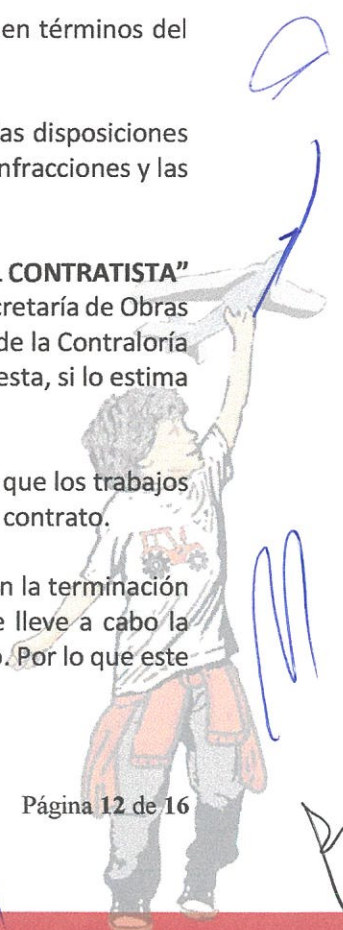 en términos del
as disposiciones
nfracciones y las
CONTRATISTA"
cretaría de Obras
de la Contraloría
esta, si lo estima
que los trabajos
contrato.
n la terminación
e lleve a cabo la
o. Por lo que este
Página 12 de 16